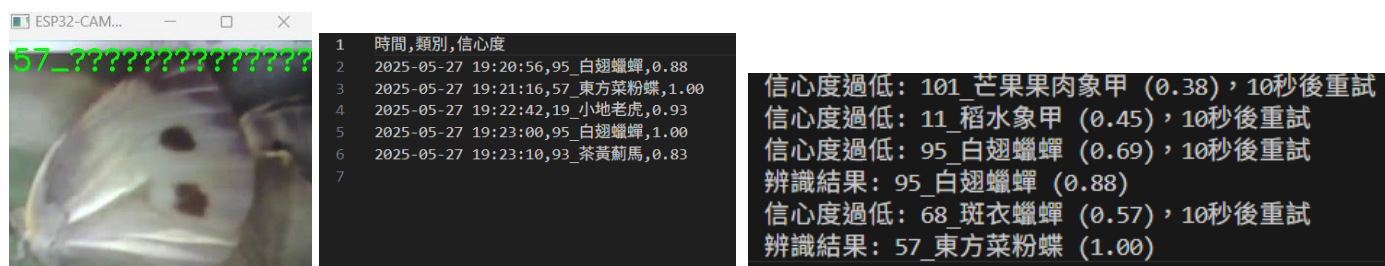 ESP32-CAM...
57_??????????????
1 時間,類別,信心度
2 2025-05-27 19:20:56,95_白翅蠟蟬,0.88
3 2025-05-27 19:21:16,57_東方菜粉蝶,1.00
4 2025-05-27 19:22:42,19_小地老虎,0.93
5 2025-05-27 19:23:00,95_白翅蠟蟬,1.00
6 2025-05-27 19:23:10,93_茶黃薊馬,0.83
7
信心度過低: 101_芒果果肉象甲 (0.38)，10秒後重試
信心度過低: 11_稻水象甲 (0.45)，10秒後重試
信心度過低: 95_白翅蠟蟬 (0.69)，10秒後重試
辨識結果: 95_白翅蠟蟬 (0.88)
信心度過低: 68_斑衣蠟蟬 (0.57)，10秒後重試
辨識結果: 57_東方菜粉蝶 (1.00)